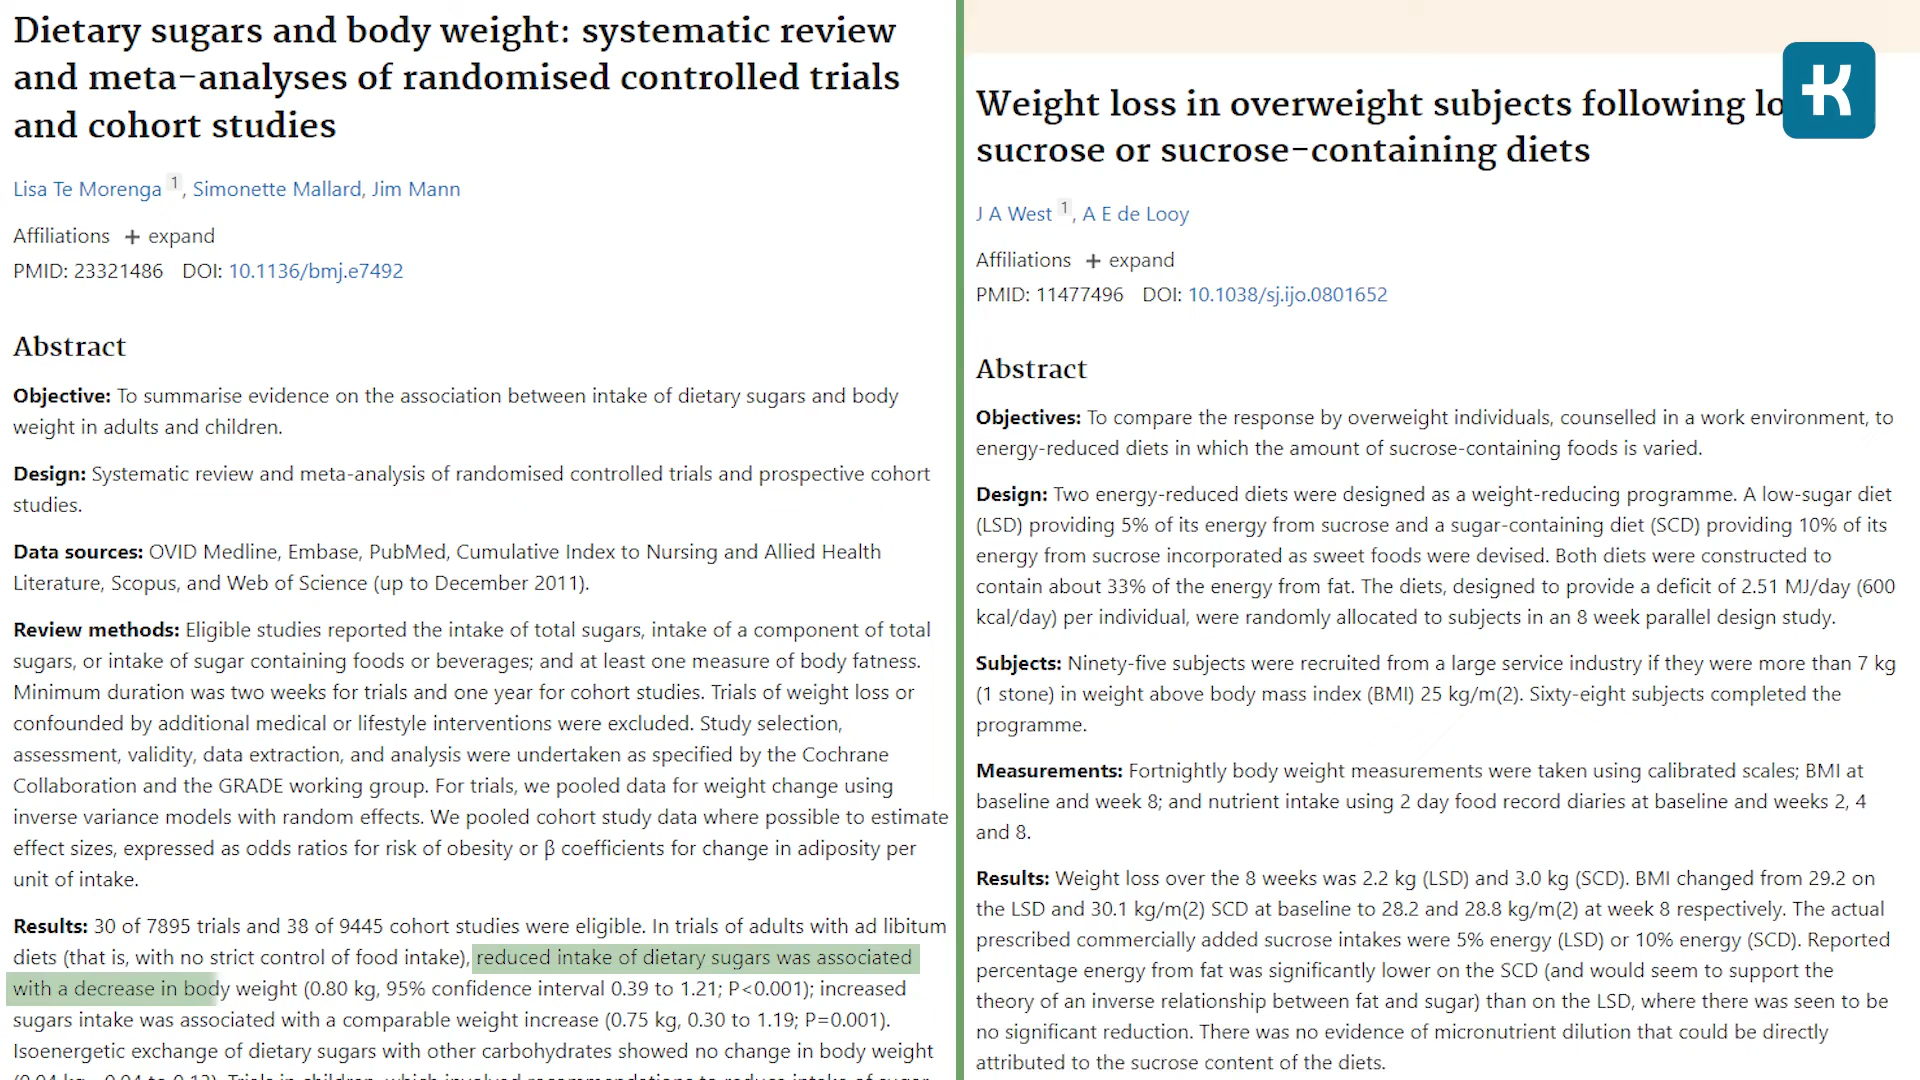 Dietary sugars and body weight: systematic review
and meta-analyses of randomised controlled trials
and cohort studies
Lisa Te Morenga 1, Simonette Mallard, Jim Mann
Affiliations + expand
PMID: 23321486 DOI: 10.1136/bmj.e7492
Abstract
Objective: To summarise evidence on the association between intake of dietary sugars and body
weight in adults and children.
Design: Systematic review and meta-analysis of randomised controlled trials and prospective cohort
studies.
Data sources: OVID Medline, Embase, PubMed, Cumulative Index to Nursing and Allied Health
Literature, Scopus, and Web of Science (up to December 2011).
Review methods: Eligible studies reported the intake of total sugars, intake of a component of total
sugars, or intake of sugar containing foods or beverages; and at least one measure of body fatness.
Minimum duration was two weeks for trials and one year for cohort studies. Trials of weight loss or
confounded by additional medical or lifestyle interventions were excluded. Study selection,
assessment, validity, data extraction, and analysis were undertaken as specified by the Cochrane
Collaboration and the GRADE working group. For trials, we pooled data for weight change using
inverse variance models with random effects. We pooled cohort study data where possible to estimate
effect sizes, expressed as odds ratios for risk of obesity or β coefficients for change in adiposity per
unit of intake.
Results: 30 of 7895 trials and 38 of 9445 cohort studies were eligible. In trials of adults with ad libitum
diets (that is, with no strict control of food intake), reduced intake of dietary sugars was associated
with a decrease in body weight (0.80 kg, 95% confidence interval 0.39 to 1.21; P<0.001); increased
sugars intake was associated with a comparable weight increase (0.75 kg, 0.30 to 1.19; P=0.001).
Isoenergetic exchange of dietary sugars with other carbohydrates showed no change in body weight
Weight loss in overweight subjects following lo
sucrose or sucrose-containing diets
J A West 1, A E de Looy
Affiliations + expand
PMID: 11477496 DOI: 10.1038/sj.ijo.0801652
Abstract
Objectives: To compare the response by overweight individuals, counselled in a work environment, to
energy-reduced diets in which the amount of sucrose-containing foods is varied.
Design: Two energy-reduced diets were designed as a weight-reducing programme. A low-sugar diet
(LSD) providing 5% of its energy from sucrose and a sugar-containing diet (SCD) providing 10% of its
energy from sucrose incorporated as sweet foods were devised. Both diets were constructed to
contain about 33% of the energy from fat. The diets, designed to provide a deficit of 2.51 MJ/day (600
kcal/day) per individual, were randomly allocated to subjects in an 8 week parallel design study.
Subjects: Ninety-five subjects were recruited from a large service industry if they were more than 7 kg
(1 stone) in weight above body mass index (BMI) 25 kg/m(2). Sixty-eight subjects completed the
programme.
Measurements: Fortnightly body weight measurements were taken using calibrated scales; BMI at
baseline and week 8; and nutrient intake using 2 day food record diaries at baseline and weeks 2, 4
and 8.
Results: Weight loss over the 8 weeks was 2.2 kg (LSD) and 3.0 kg (SCD). BMI changed from 29.2 on
the LSD and 30.1 kg/m(2) SCD at baseline to 28.2 and 28.8 kg/m(2) at week 8 respectively. The actual
prescribed commercially added sucrose intakes were 5% energy (LSD) or 10% energy (SCD). Reported
percentage energy from fat was significantly lower on the SCD (and would seem to support the
theory of an inverse relationship between fat and sugar) than on the LSD, where there was seen to be
no significant reduction. There was no evidence of micronutrient dilution that could be directly
attributed to the sucrose content of the diets.